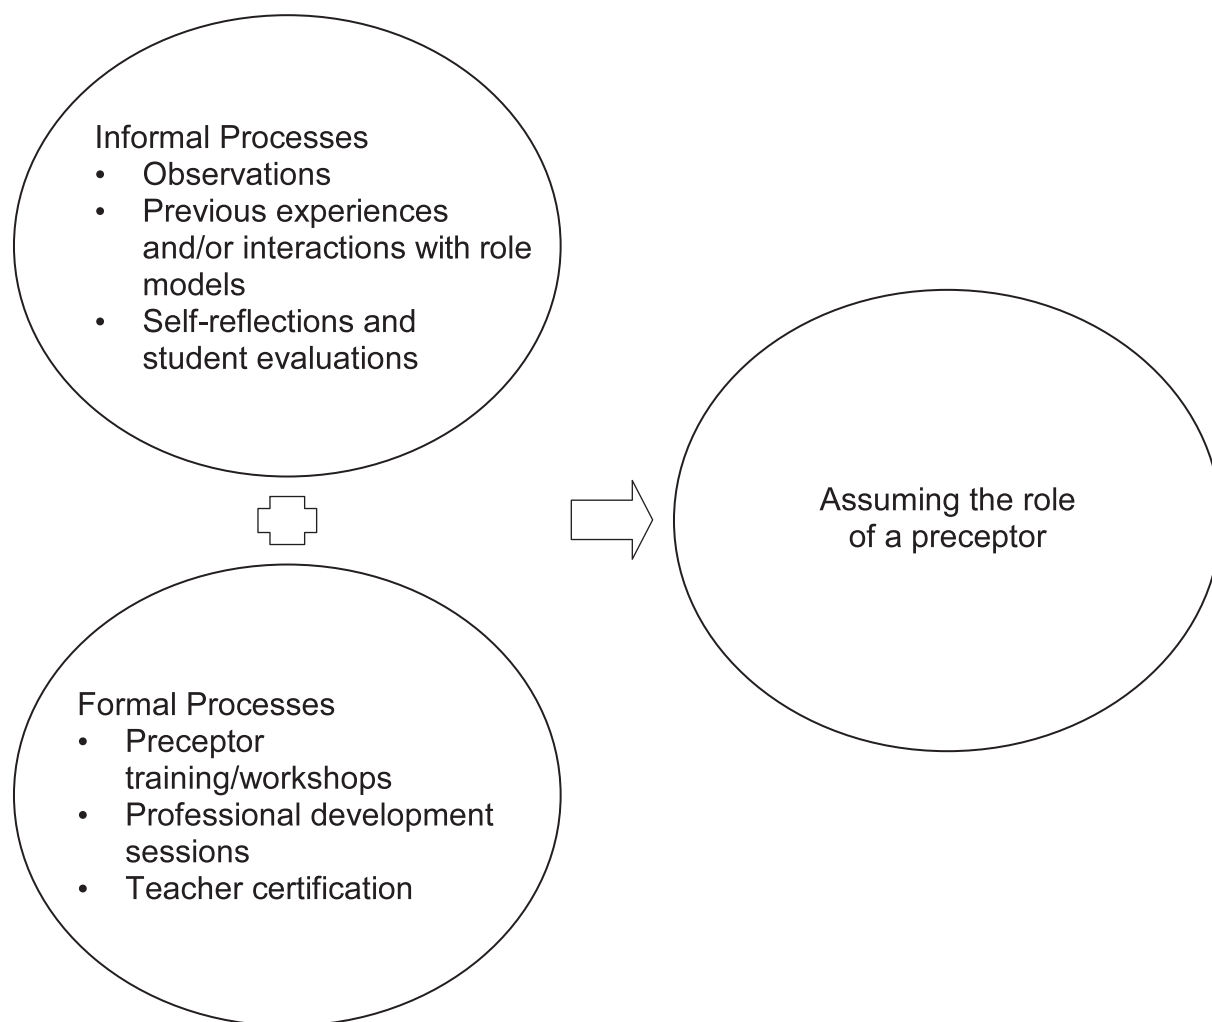 Informal Processes
• Observations
• Previous experiences
and/or interactions with role
models
• Self-reflections and
student evaluations
Assuming the role
of a preceptor
Formal Processes
• Preceptor
training/workshops
• Professional development
sessions
• Teacher certification